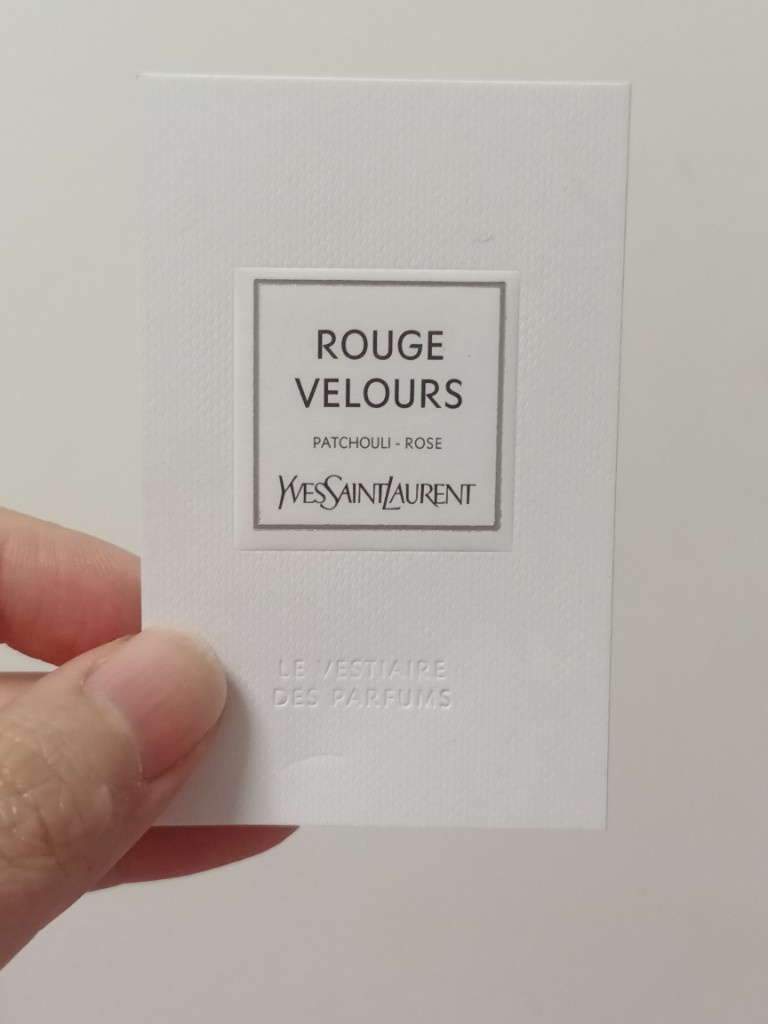 ROUGE
VELOURS
PATCHOULI - ROSE
YVESSAINTLAURENT
LE VESTIAIRE
DES PARFUMS